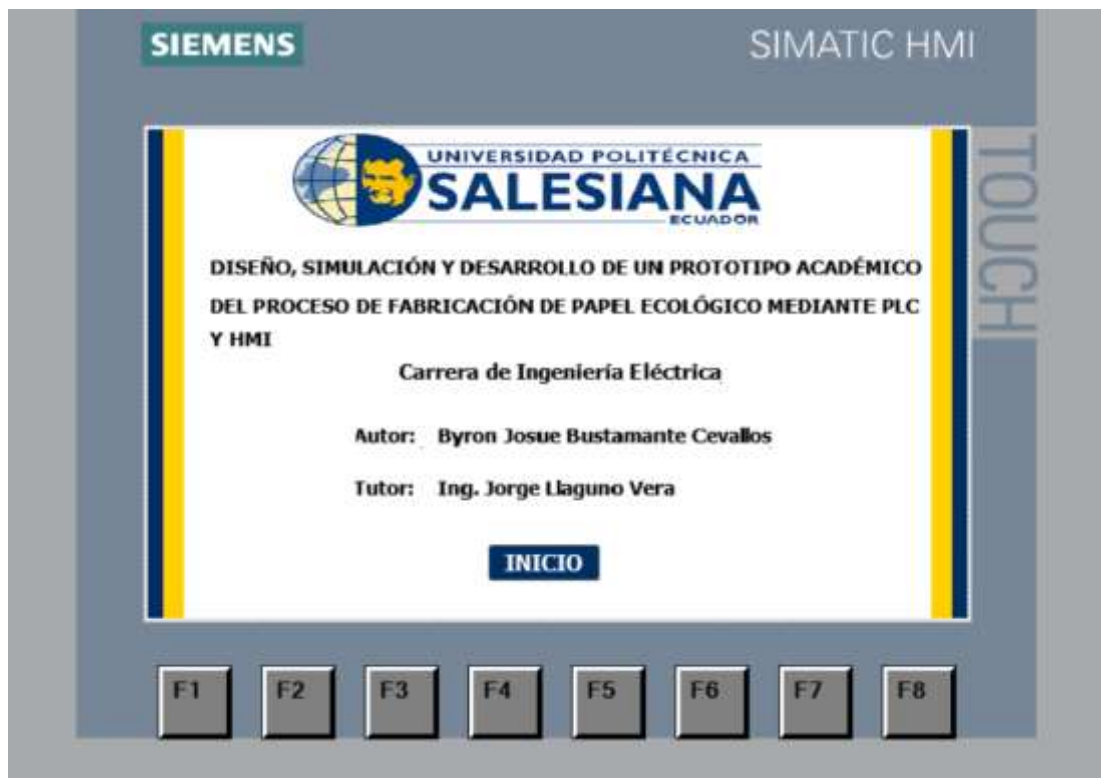 SIEMENS
SIMATIC HMI
TOUCH
UNIVERSIDAD POLITÉCNICA
SALESIANA
ECUADOR
DISEÑO, SIMULACIÓN Y DESARROLLO DE UN PROTOTIPO ACADÉMICO
DEL PROCESO DE FABRICACIÓN DE PAPEL ECOLÓGICO MEDIANTE PLC
Y HMI
Carrera de Ingeniería Eléctrica
Autor: Byron Josue Bustamante Cevallos
Tutor: Ing. Jorge Llaguno Vera
INICIO
F1 F2 F3 F4 F5 F6 F7 F8